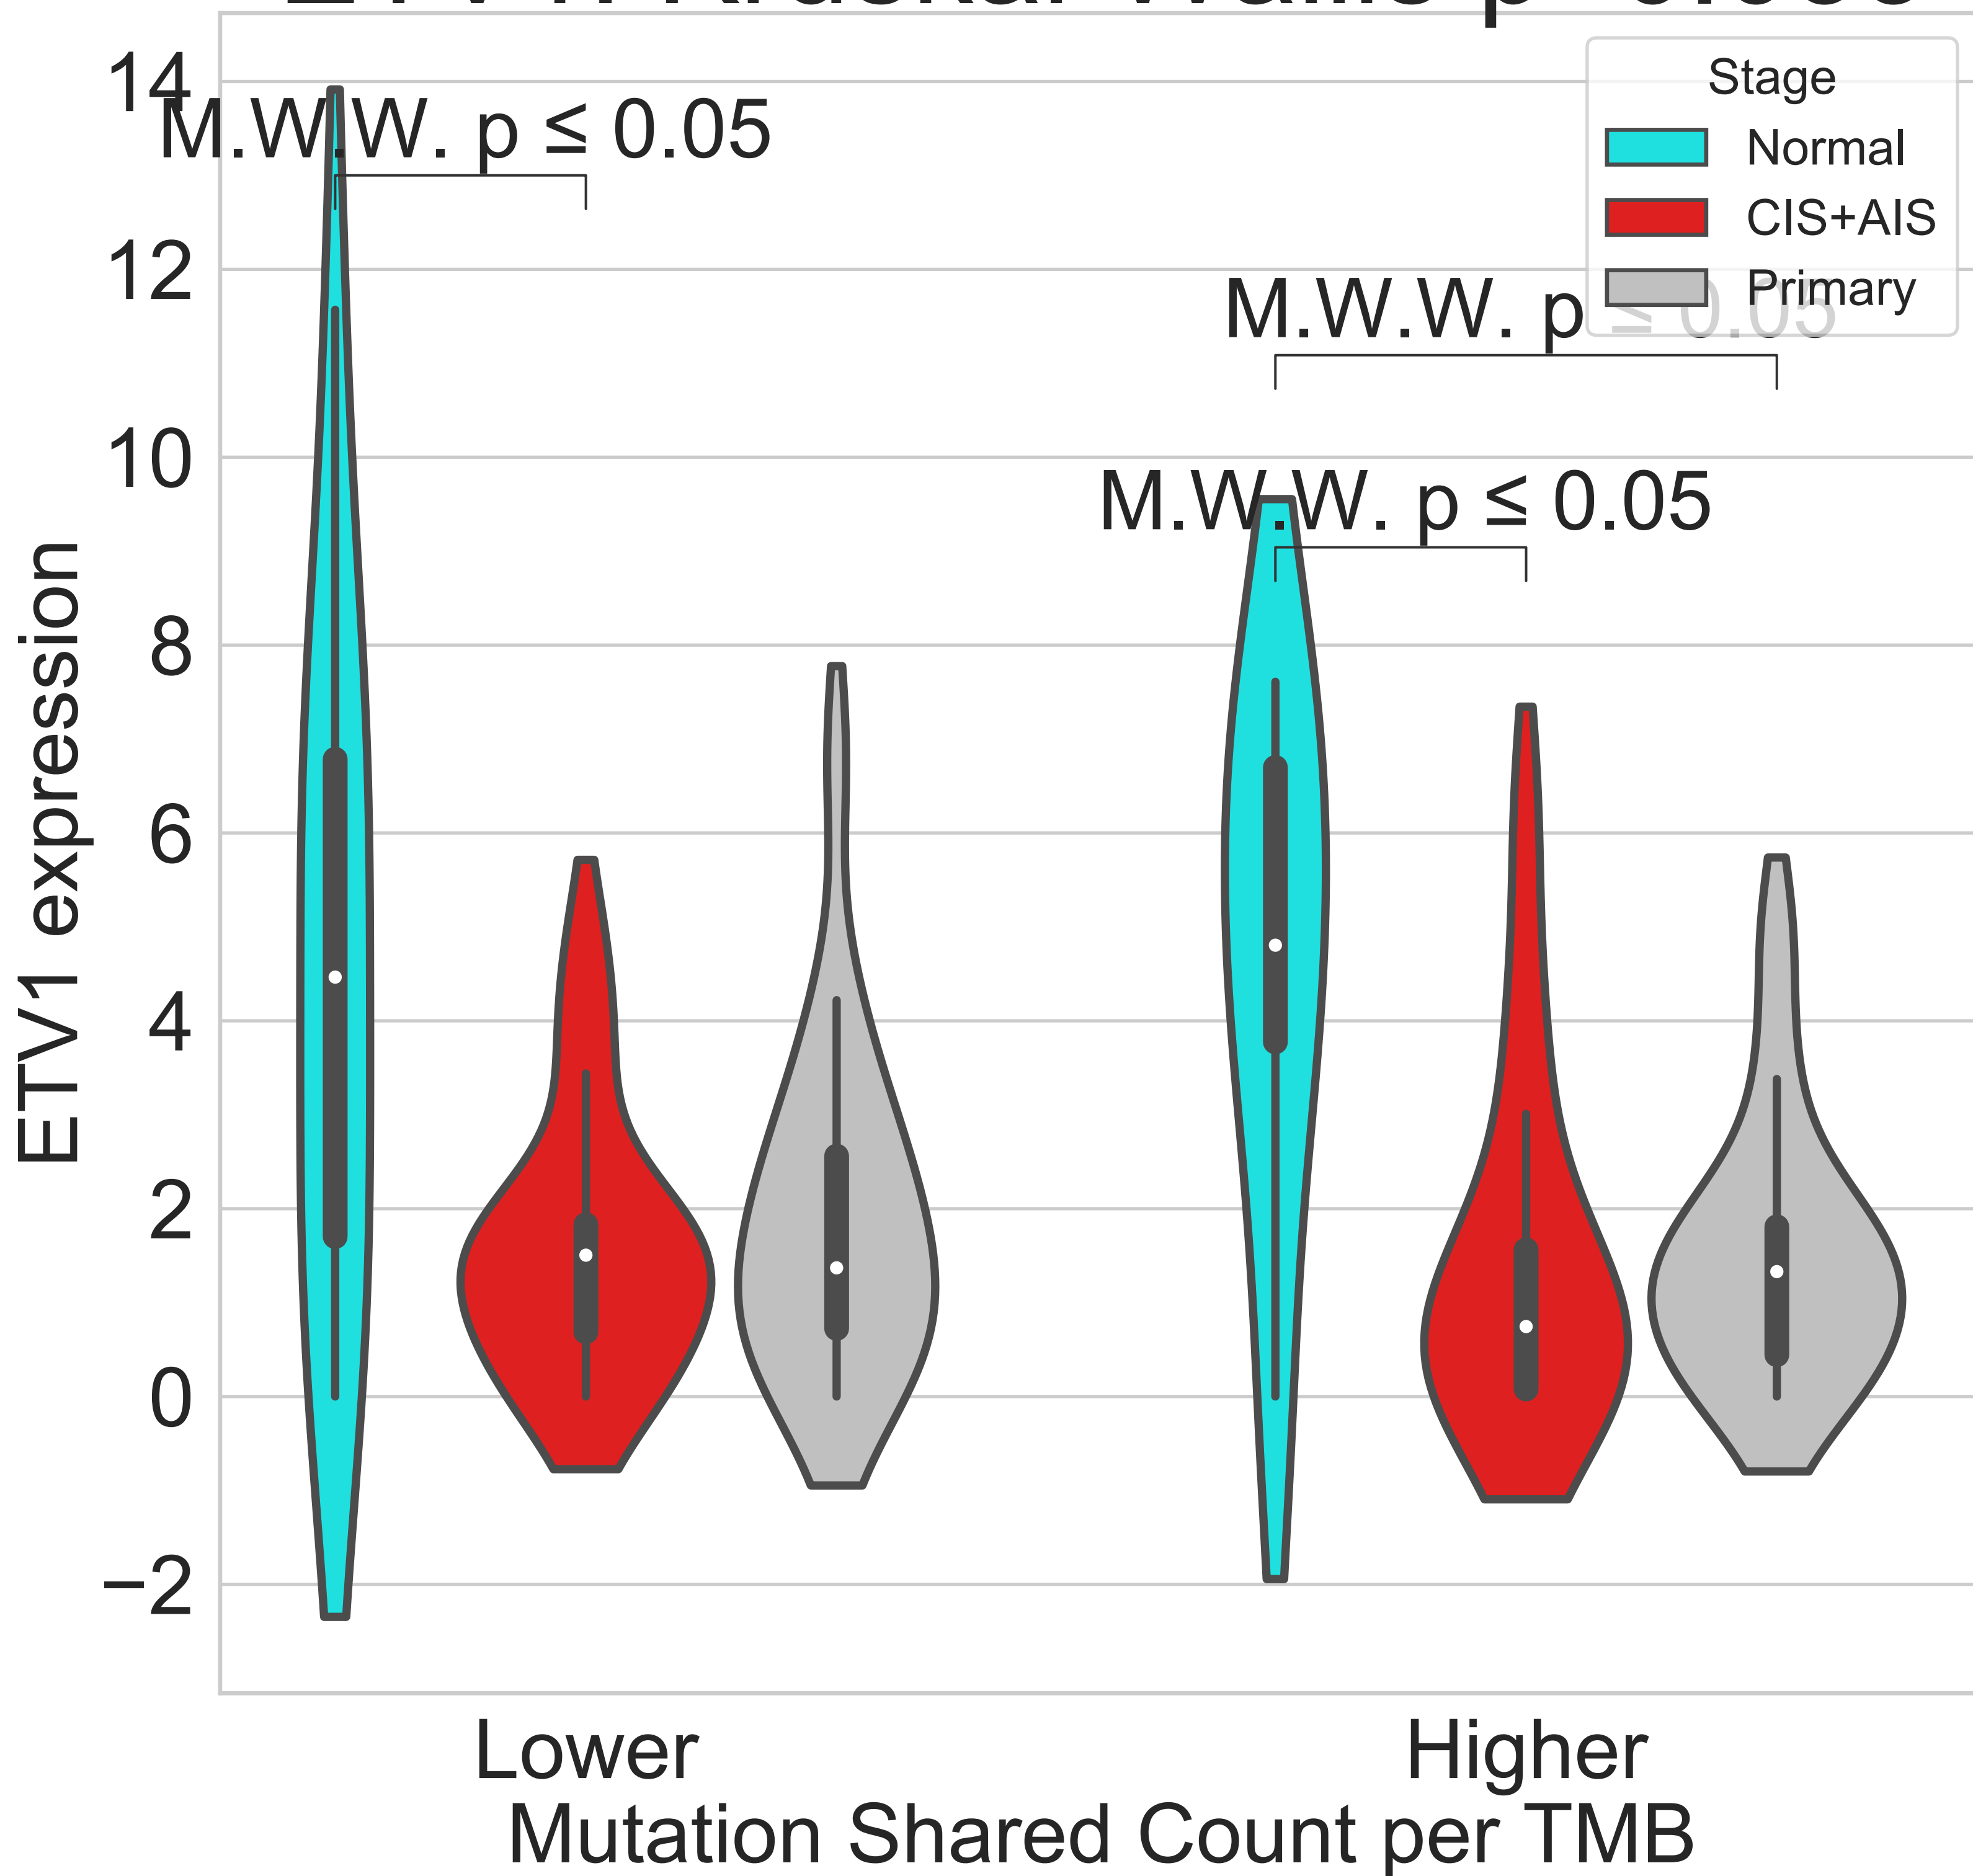 14
12
10
8
6
4
2
0
−2
ETV1 expression
M.W.W. p ≤ 0.05
M.W.W. p ≤ 0.05
M.W.W. p ≤ 0.05
Stage
Normal
CIS+AIS
Primary
Lower
Higher
Mutation Shared Count per TMB